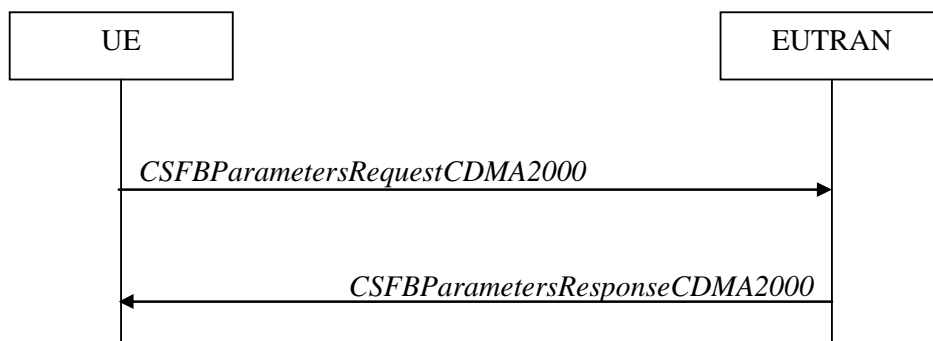 UE
EUTRAN
CSFBParametersRequestCDMA2000
CSFBParametersResponseCDMA2000